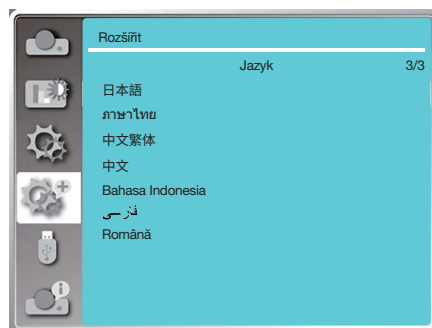 Rozšířit
Jazyk 3/3
日本語
ภาษาไทย
中文繁体
中文
Bahasa Indonesia
فارسی
Română